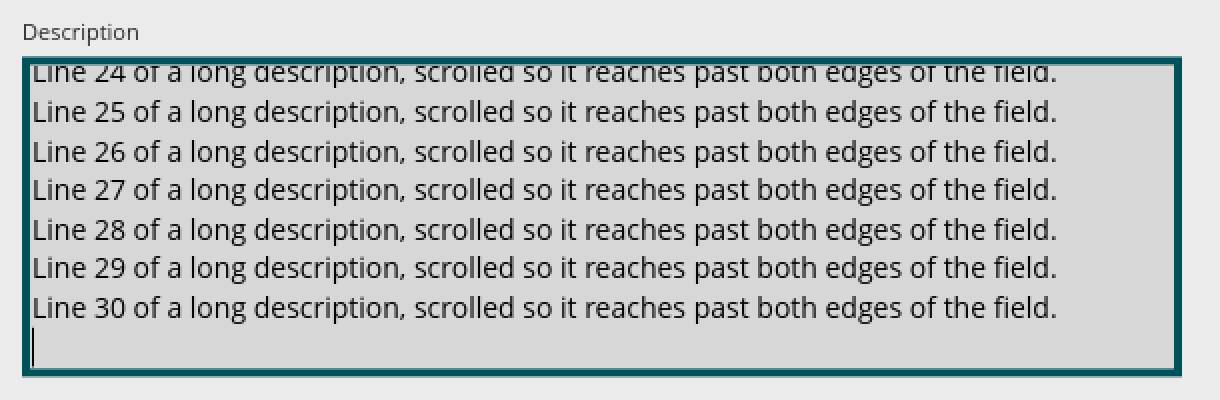 Description
Line 24 of a long description, scrolled so it reaches past both edges of the field.
Line 25 of a long description, scrolled so it reaches past both edges of the field.
Line 26 of a long description, scrolled so it reaches past both edges of the field.
Line 27 of a long description, scrolled so it reaches past both edges of the field.
Line 28 of a long description, scrolled so it reaches past both edges of the field.
Line 29 of a long description, scrolled so it reaches past both edges of the field.
Line 30 of a long description, scrolled so it reaches past both edges of the field.